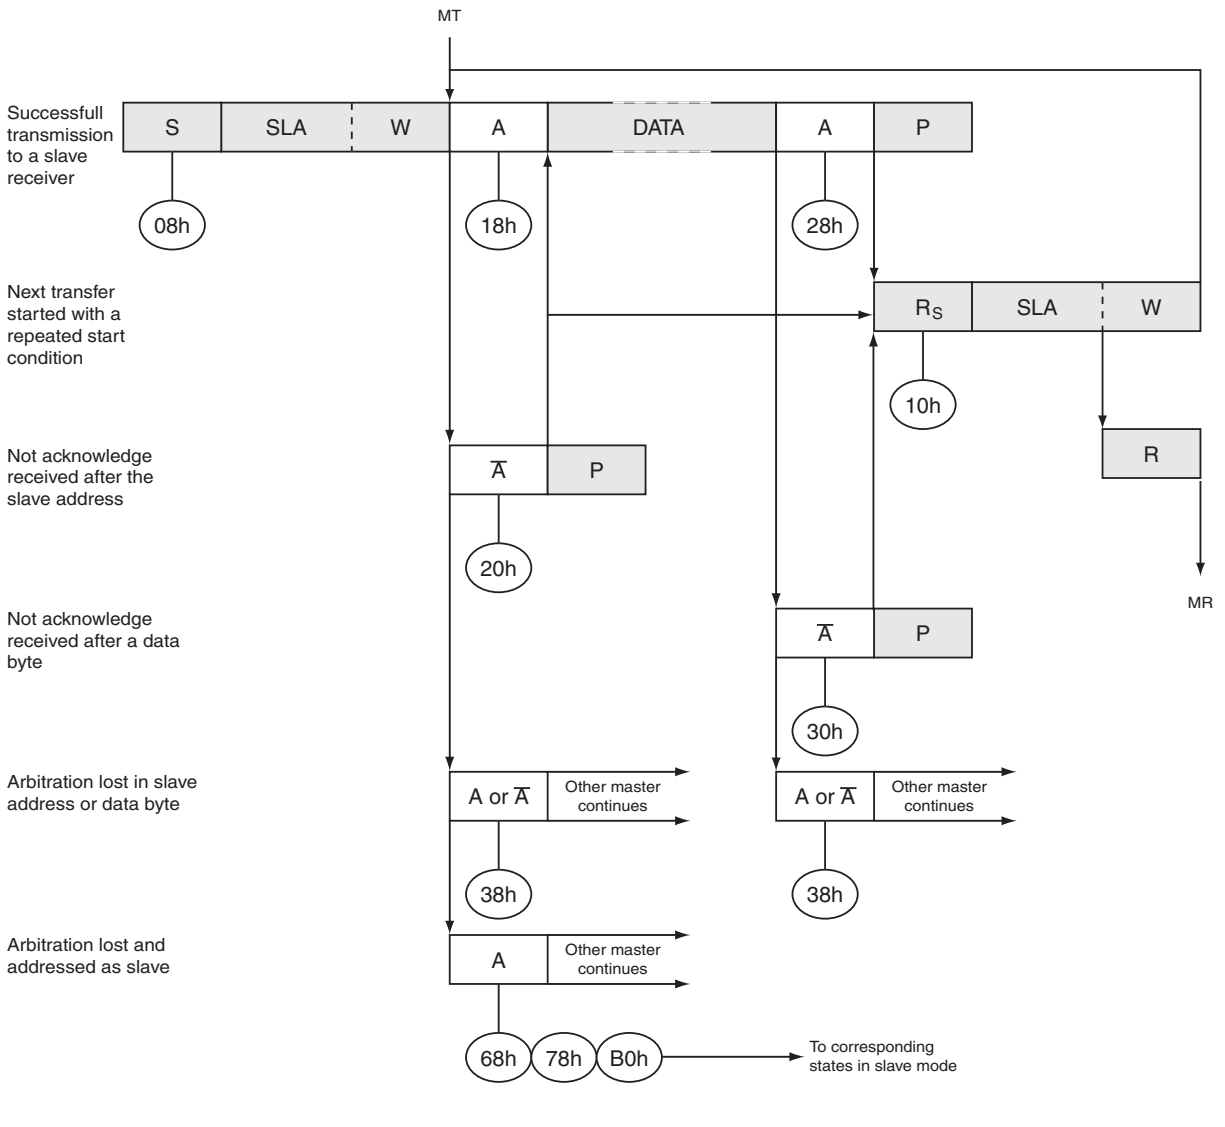 MT
Successfull
transmission
to a slave
receiver
S SLA W A DATA A P
08h 18h 28h
Next transfer
started with a
repeated start
condition
RS SLA W
10h
Not acknowledge
received after the
slave address
A̅ P
R
20h
MR
Not acknowledge
received after a data
byte
A̅ P
30h
Arbitration lost in slave
address or data byte
A or A̅
Other master
continues
A or A̅
Other master
continues
38h 38h
Arbitration lost and
addressed as slave
A
Other master
continues
68h 78h B0h
To corresponding
states in slave mode